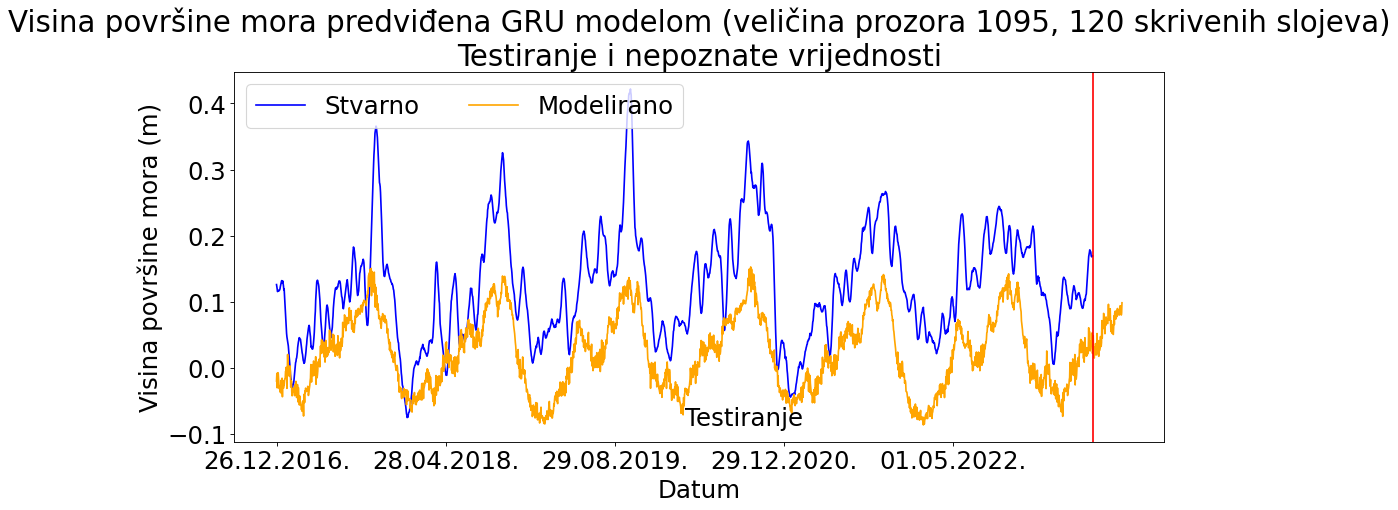 Visina površine mora predviđena GRU modelom (veličina prozora 1095, 120 skrivenih slojeva)
Testiranje i nepoznate vrijednosti
Stvarno
Modelirano
Visina površine mora (m)
0.4
0.3
0.2
0.1
0.0
−0.1
Testiranje
26.12.2016.
28.04.2018.
29.08.2019.
29.12.2020.
01.05.2022.
Datum